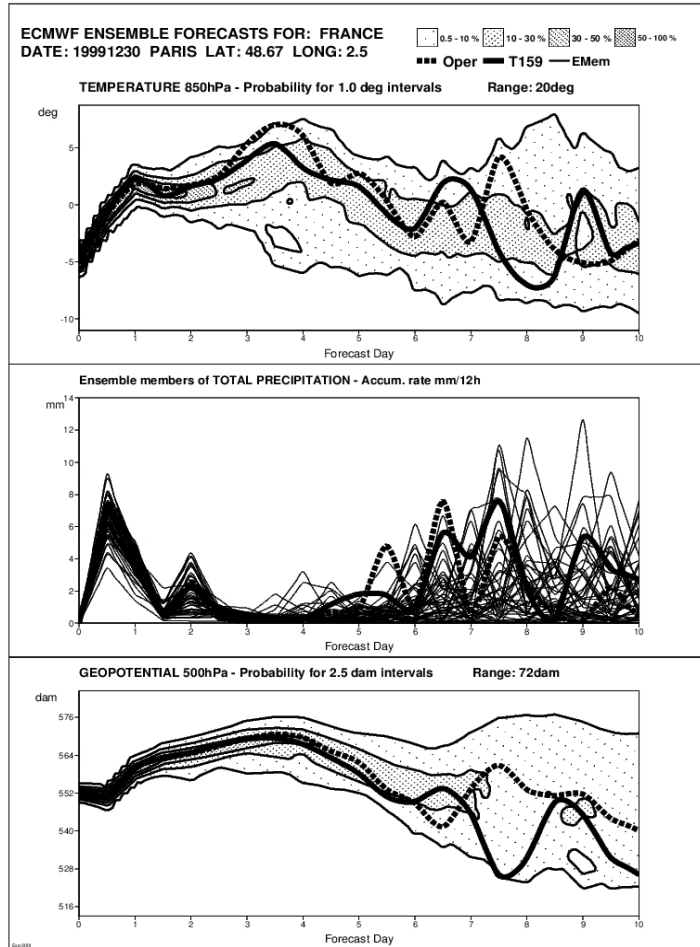 ECMWF ENSEMBLE FORECASTS FOR: FRANCE
DATE: 19991230 PARIS LAT: 48.67 LONG: 2.5
0.5 - 10 % 10 - 30 % 30 - 50 % 50 - 100 %
Oper T159 EMem
TEMPERATURE 850hPa - Probability for 1.0 deg intervals Range: 20deg
deg
5
0
-5
-10
0 1 2 3 4 5 6 7 8 9 10
Forecast Day
Ensemble members of TOTAL PRECIPITATION - Accum. rate mm/12h
mm
14
12
10
8
6
4
2
0
0 1 2 3 4 5 6 7 8 9 10
Forecast Day
GEOPOTENTIAL 500hPa - Probability for 2.5 dam intervals Range: 72dam
dam
576
564
552
540
528
516
0 1 2 3 4 5 6 7 8 9 10
Forecast Day